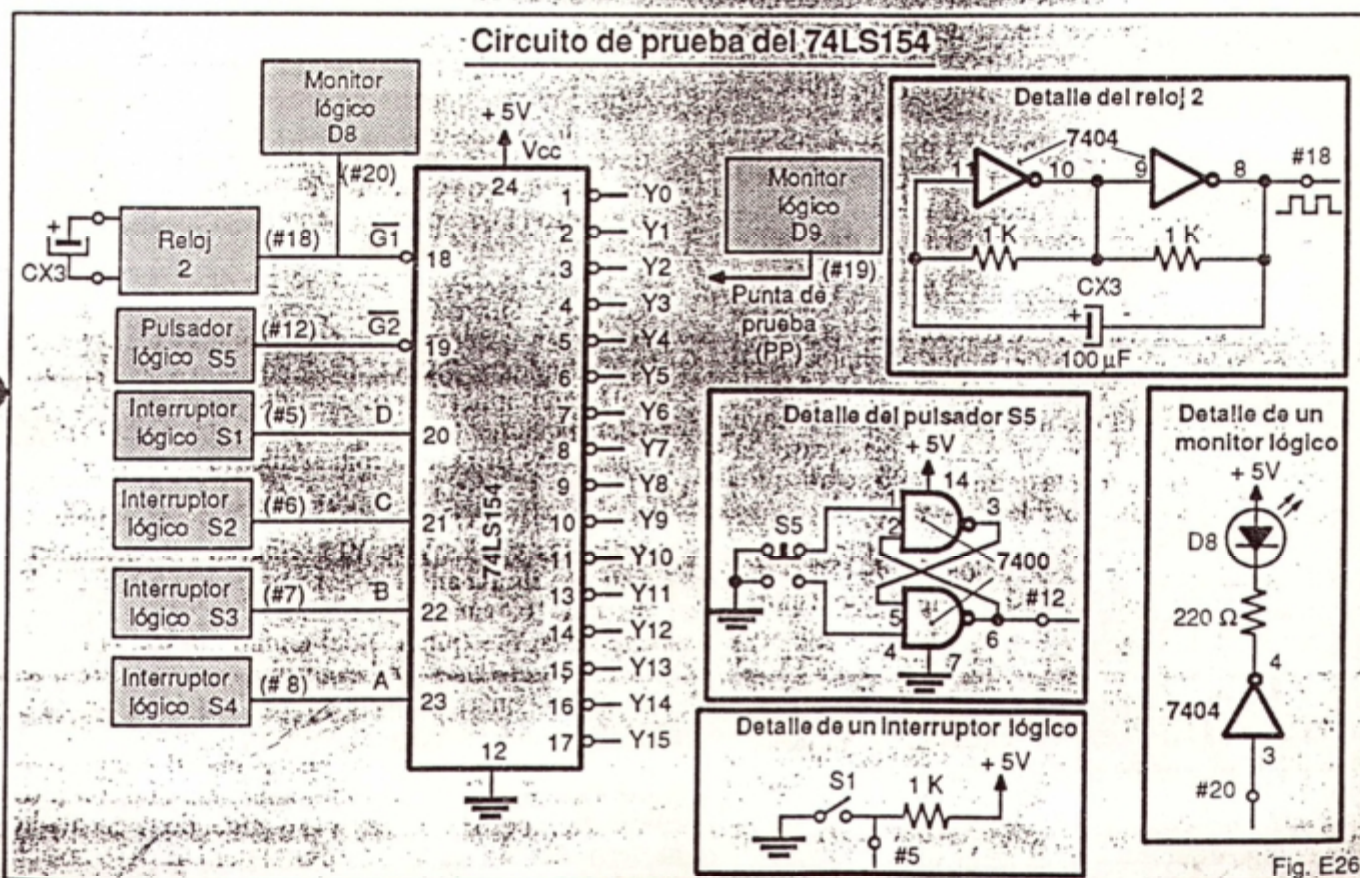 Circuito de prueba del 74LS154
Monitor
lógico
D8
(#20)
+ 5V
Vcc
24
+
CX3
Reloj
2
(#18)
G1
18
Pulsador
lógico S5
(#12)
G2
19
Interruptor
lógico S1
(#5)
D
20
Interruptor
lógico S2
(#6)
C
21
Interruptor
lógico S3
(#7)
B
22
Interruptor
lógico S4
(#8)
A
23
74LS154
12
1 Y0
2 Y1
3 Y2
4 Y3
5 Y4
6 Y5
7 Y6
8 Y7
9 Y8
10 Y9
11 Y10
13 Y11
14 Y12
15 Y13
16 Y14
17 Y15
Monitor
lógico
D9
(#19)
Punta de
prueba
(PP)
Detalle del reloj 2
7404
11 10 9 8 #18
1 K 1 K
CX3
+ -
100 µF
Detalle del pulsador S5
+ 5V
14
1
2
3
S5
7400
#12
5
4
6
7
Detalle de un interruptor lógico
+ 5V
S1
1 K
#5
Detalle de un
monitor lógico
+ 5V
D8
220 Ω
4
7404
3
#20
Fig. E26